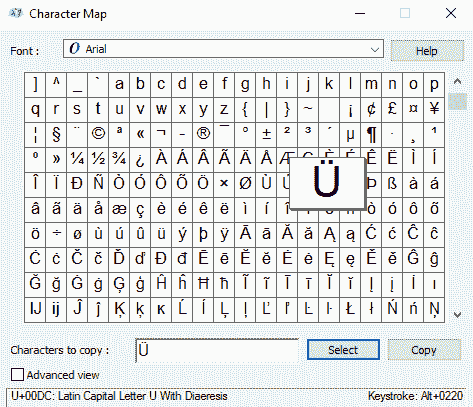 Character Map
Font :
Arial
Help
] ^ _ ` a b c d e f g h i j k l m n o p
q r s t u v w x y z { | } ~ ¡ ¢ £ ¤ ¥
¦ § ¨ © ª « ¬ - ® ¯ ° ± ² ³ ´ µ ¶ · ¸ ¹
º » ¼ ½ ¾ ¿ À Á Â Ã Ä Å Æ Ç È É Ê Ë Ì Í
Î Ï Ð Ñ Ò Ó Ô Õ Ö × Ø Ù Ú Ü Þ ß à á
â ã ä å æ ç è é ê ë ì í î ò ó ô õ
ö ÷ ø ù ú û ü ý þ ÿ Ā ā Ă ă Ą ą Ć ć Ĉ ĉ
Ċ ċ Č č Ď ď Đ đ Ē ē Ĕ ĕ Ė ė Ę ę Ě ě Ĝ ĝ
Ğ ğ Ġ ġ Ģ ģ Ĥ ĥ Ħ ħ Ĩ ĩ Ī ī Ĭ ĭ Į į İ ı
Ĳ ĳ Ĵ ĵ Ķ ķ ĸ Ĺ ĺ Ļ ļ Ľ ľ Ŀ ŀ Ł ł Ń ń Ņ
Characters to copy :
Ü
Select
Copy
Advanced view
U+00DC: Latin Capital Letter U With Diaeresis
Keystroke: Alt+0220